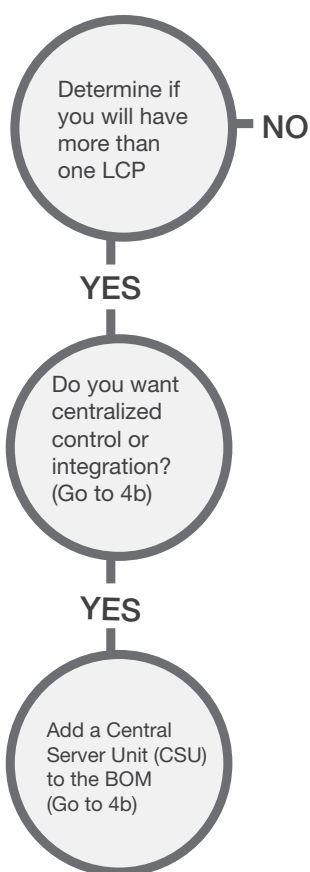 Determine if
you will have
more than
one LCP
NO
YES
Do you want
centralized
control or
integration?
(Go to 4b)
YES
Add a Central
Server Unit (CSU)
to the BOM
(Go to 4b)